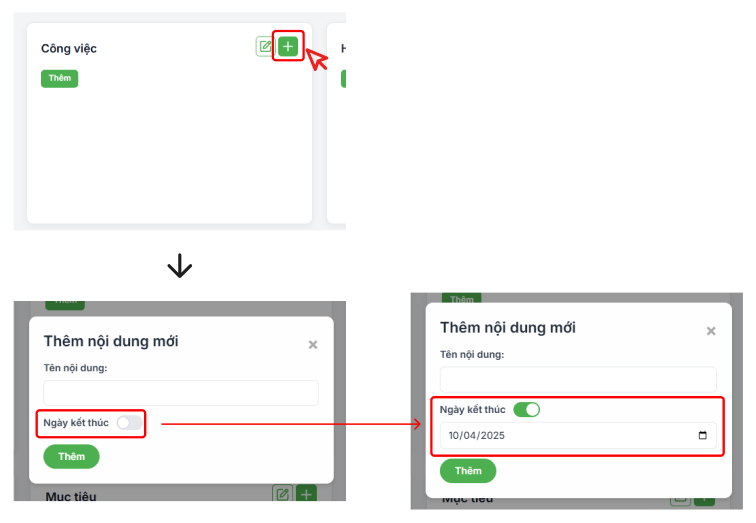 Công việc
H
Thêm
Thêm
Thêm nội dung mới
×
Tên nội dung:
Ngày kết thúc
Thêm
Mục tiêu
Thêm
Thêm nội dung mới
×
Tên nội dung:
Ngày kết thúc
10/04/2025
Thêm
Mục tiêu